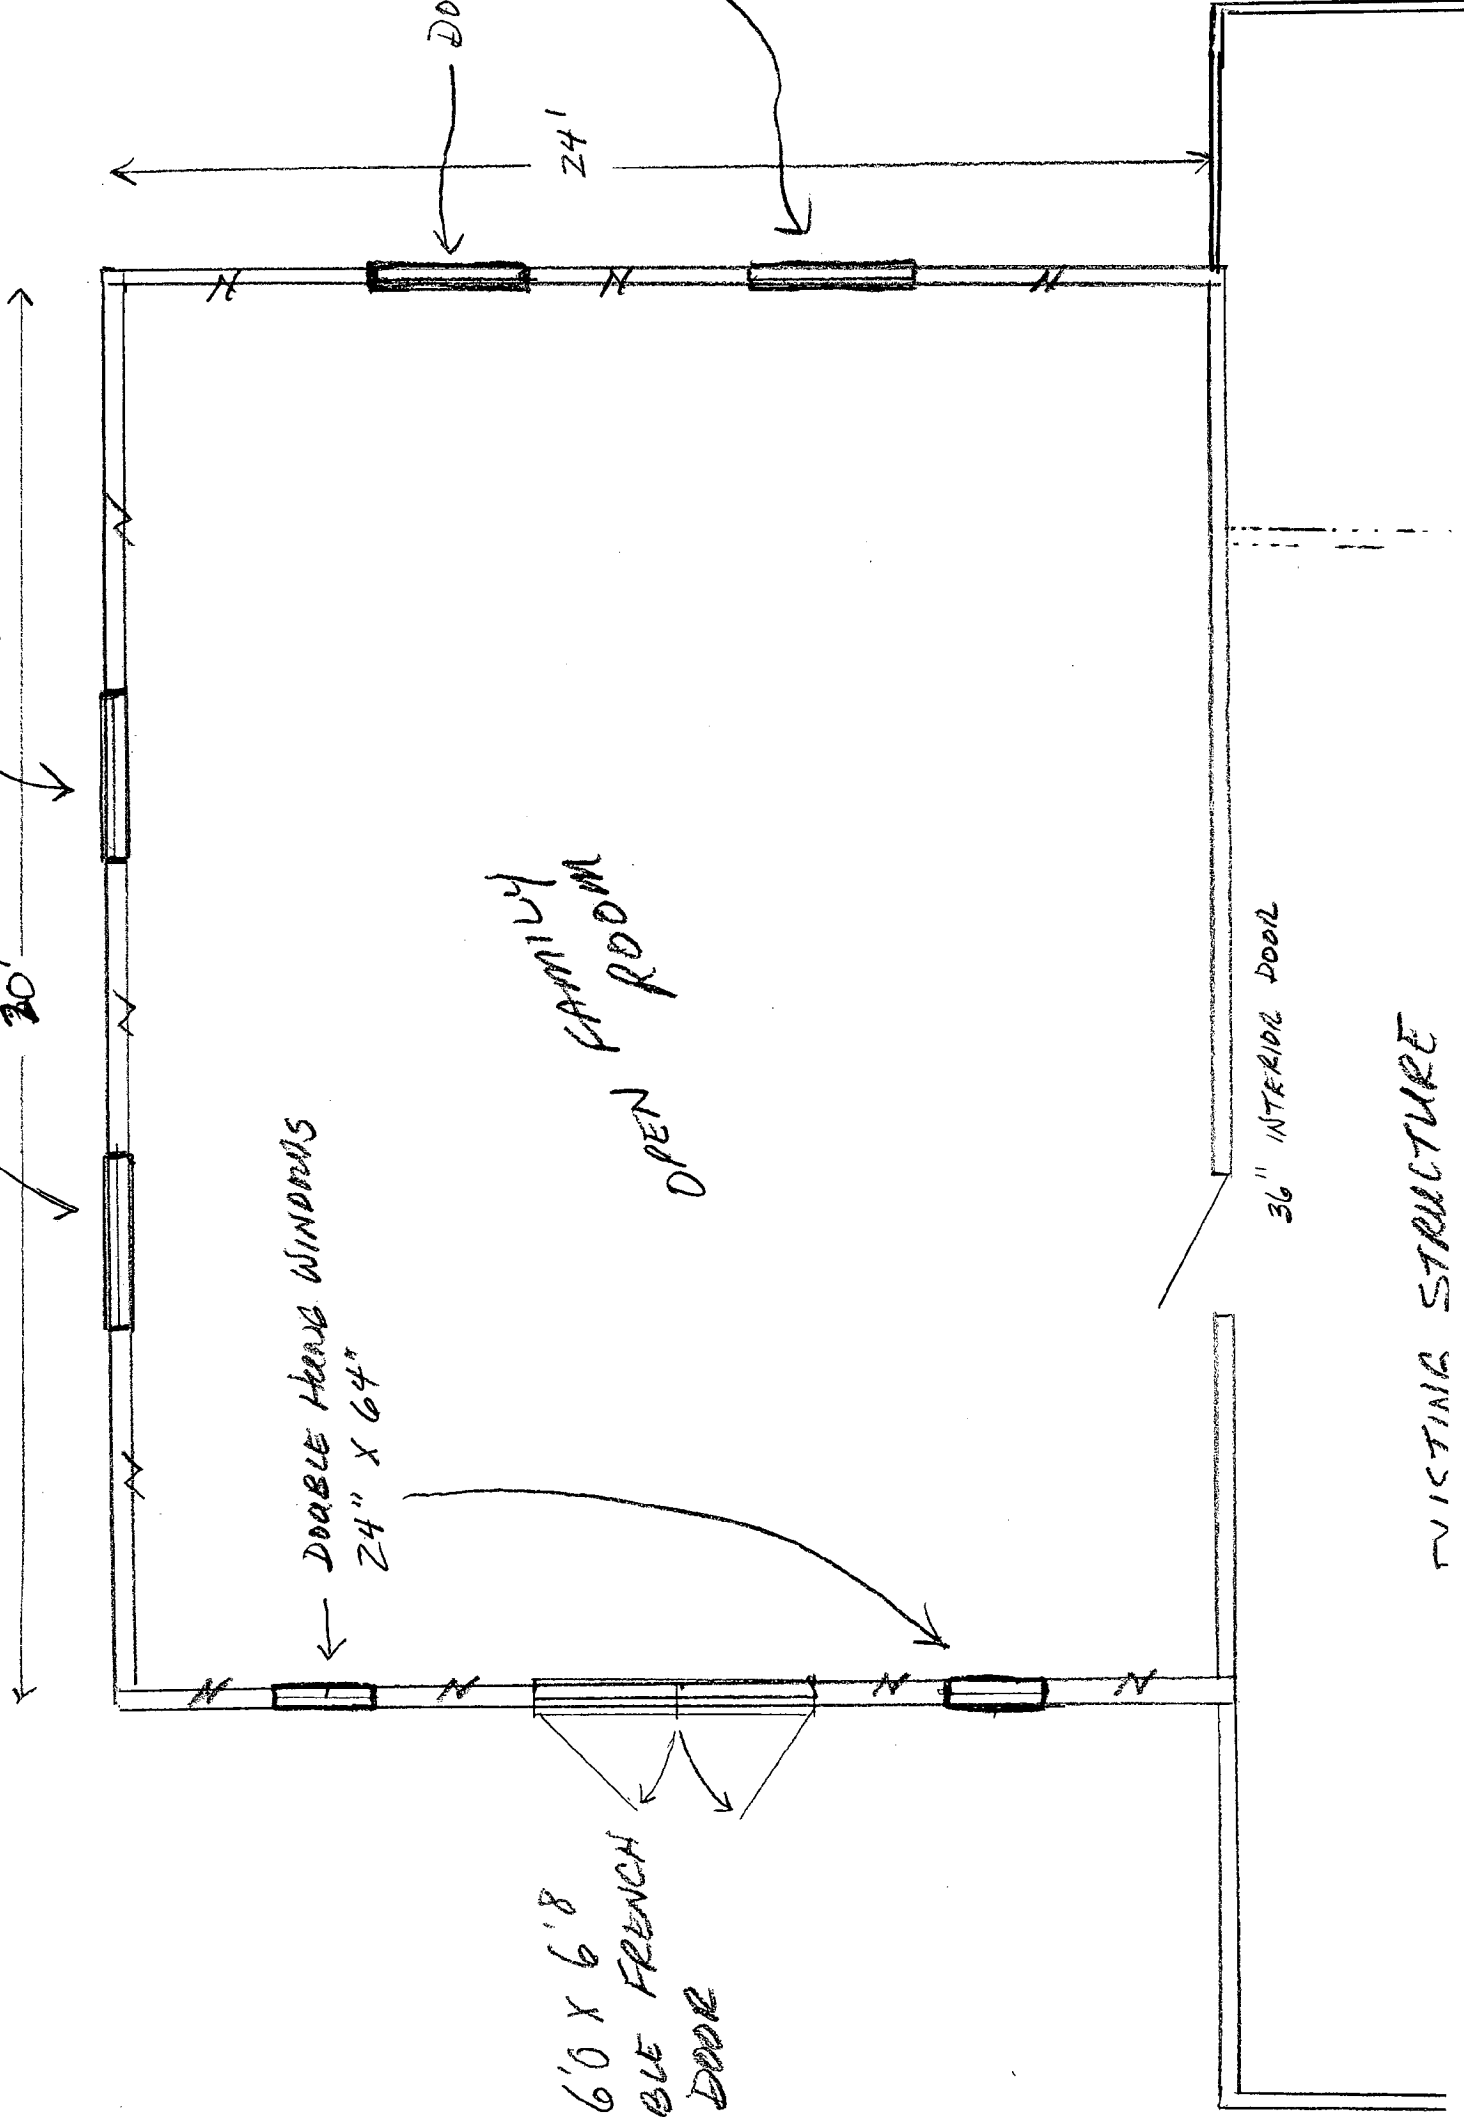 30'
DOUBLE HUNG WINDOWS
24" X 64"
DO
24'
6'0 X 6'8
BLE FRENCH
DOOR
OPEN FAMILY
ROOM
36" INTERIOR DOOR
EXISTING STRUCTURE